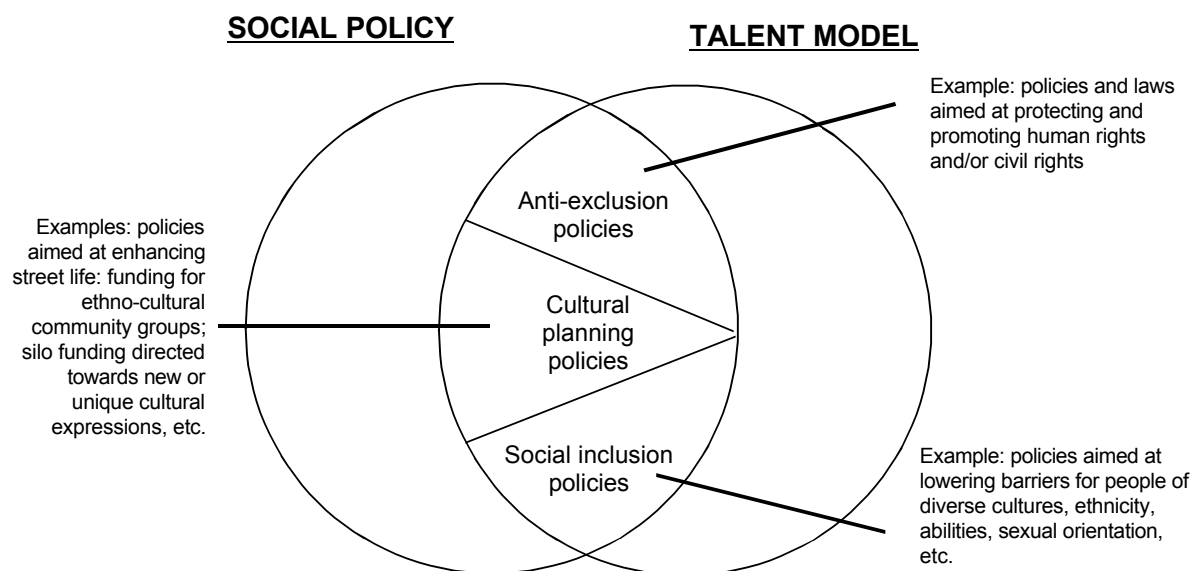 SOCIAL POLICY
TALENT MODEL
Example: policies and laws
aimed at protecting and
promoting human rights
and/or civil rights
Anti-exclusion
policies
Examples: policies
aimed at enhancing
street life: funding for
ethno-cultural
community groups;
silo funding directed
towards new or
unique cultural
expressions, etc.
Cultural
planning
policies
Social inclusion
policies
Example: policies aimed at
lowering barriers for people of
diverse cultures, ethnicity,
abilities, sexual orientation,
etc.